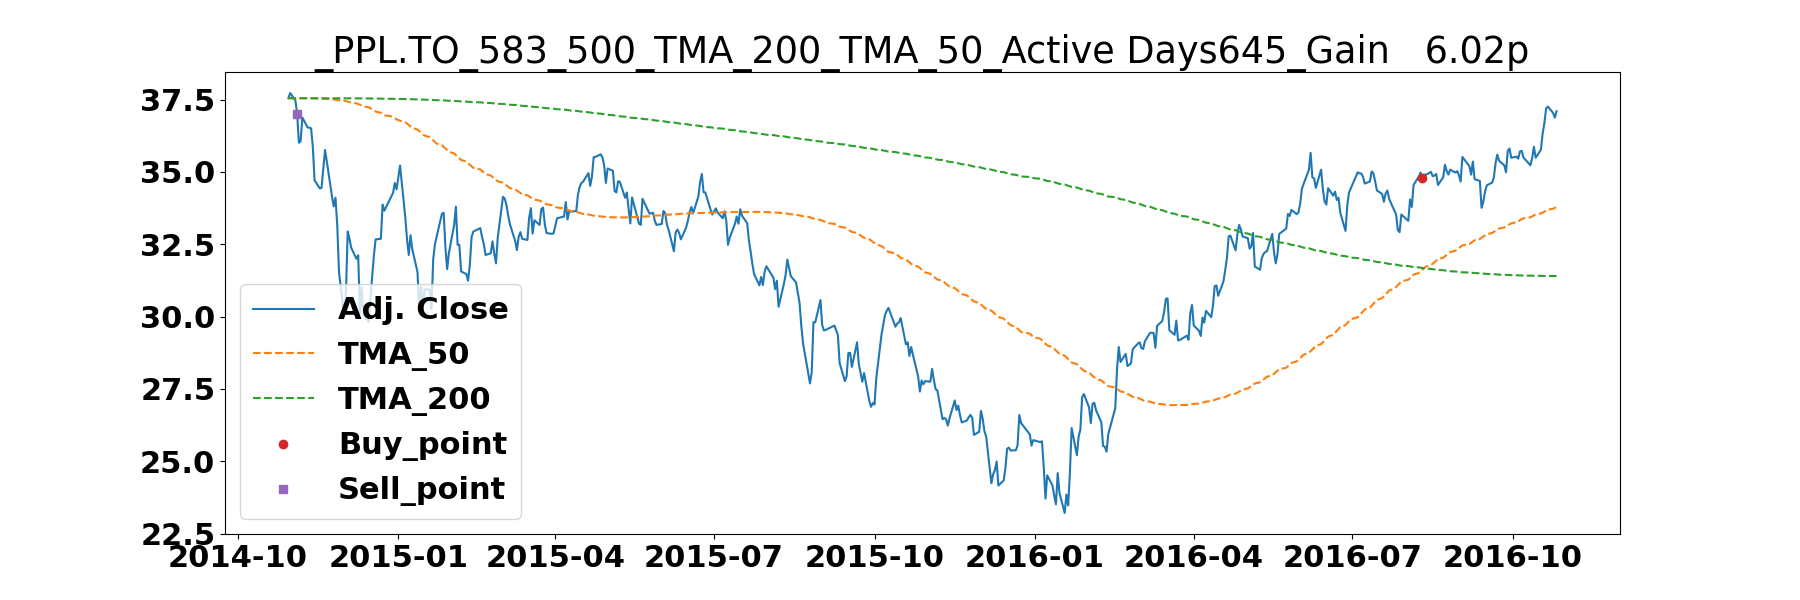 _PPL.TO_583_500_TMA_200_TMA_50_Active Days645_Gain   6.02p
37.5
35.0
32.5
30.0
27.5
25.0
22.5
Adj. Close
TMA_50
TMA_200
Buy_point
Sell_point
2014-10 2015-01 2015-04 2015-07 2015-10 2016-01 2016-04 2016-07 2016-10